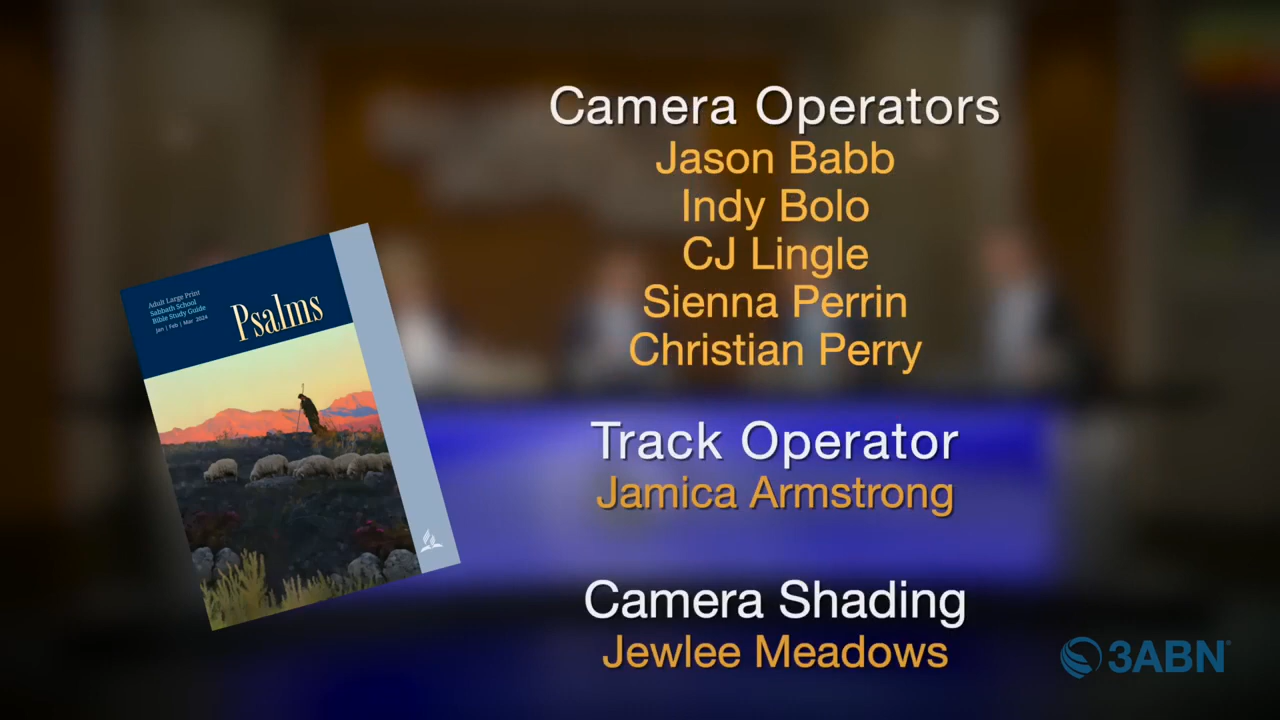 Camera Operators
Jason Babb
Indy Bolo
CJ Lingle
Sienna Perrin
Christian Perry
Track Operator
Jamica Armstrong
Camera Shading
Jewlee Meadows
Adult Large Print
Sabbath School
Bible Study Guide
Jan | Feb | Mar 2024
Psalms
3ABN®